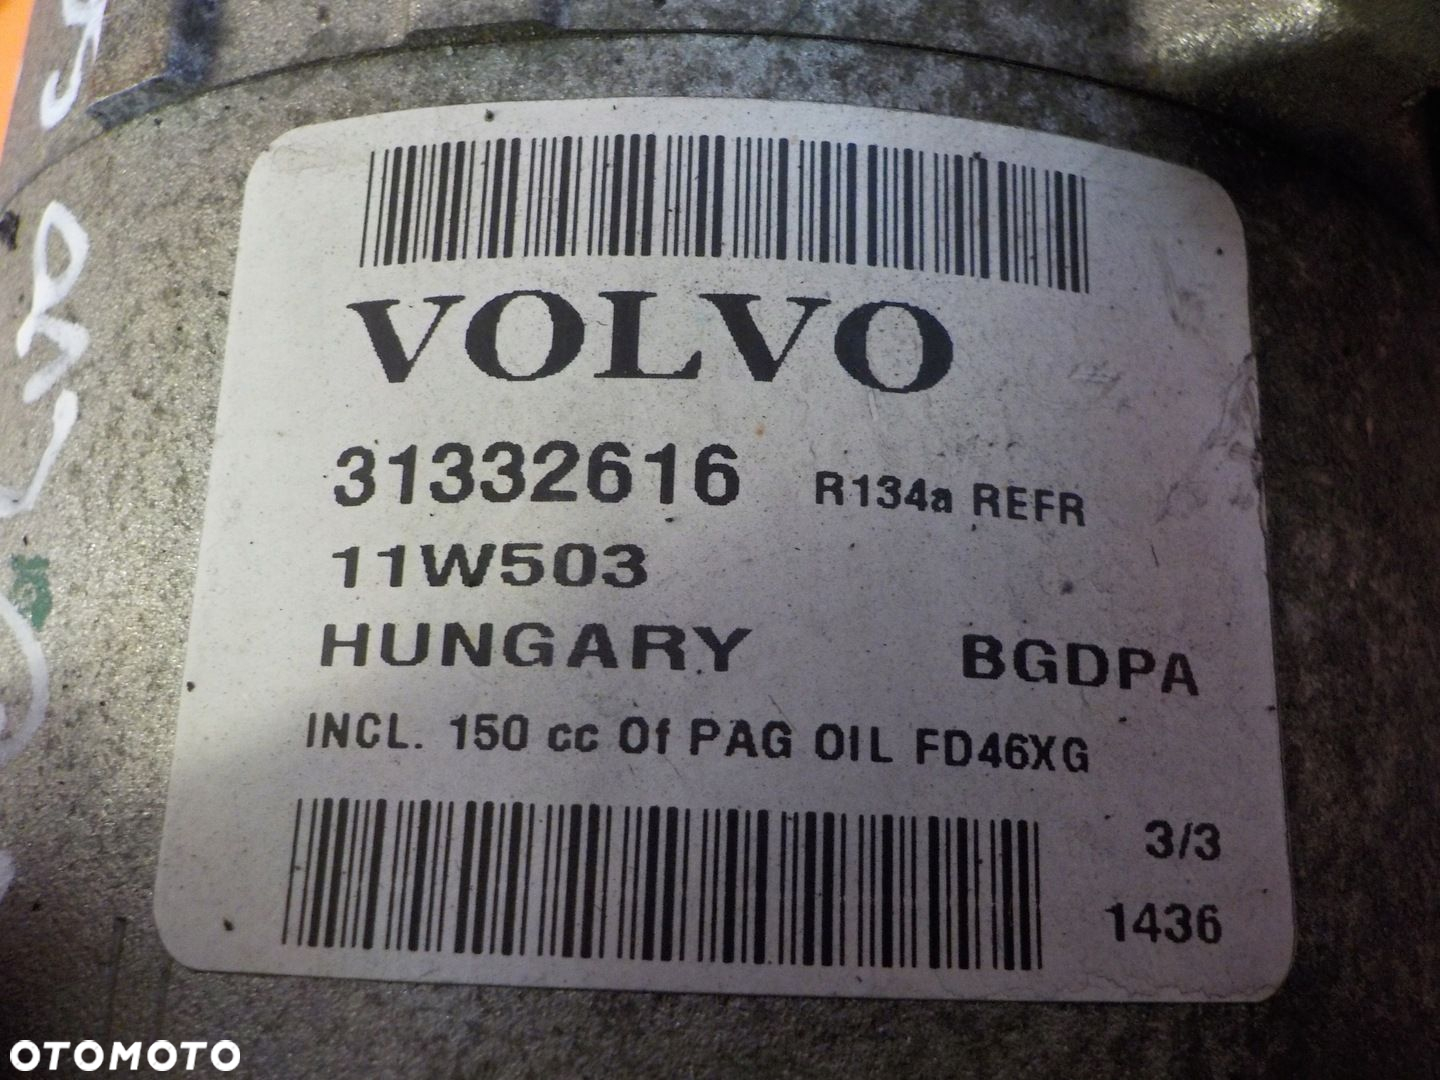 VOLVO
31332616 R134a REFR
11W503
HUNGARY BGDPA
INCL. 150 cc Of PAG OIL FD46XG
3/3
1436
OTOMOTO